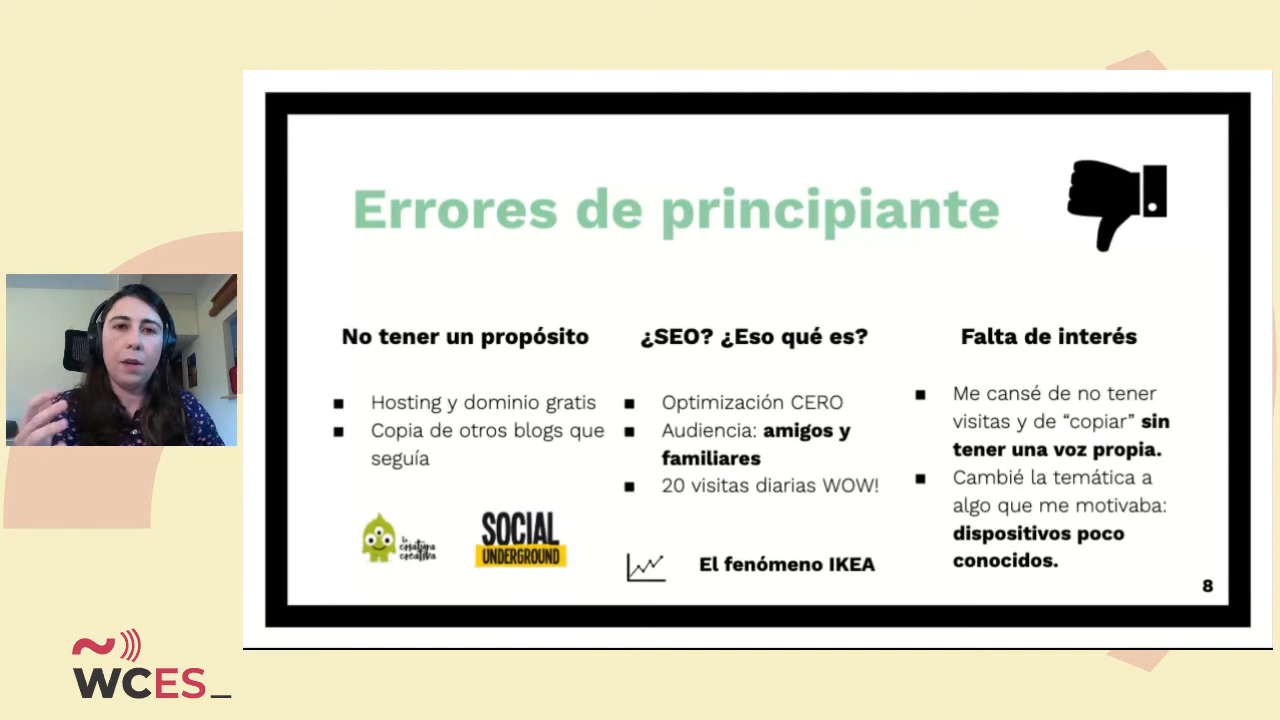 Errores de principiante
No tener un propósito
■ Hosting y dominio gratis
■ Copia de otros blogs que
seguía
la
criatura
creativa
SOCIAL
UNDERGROUND
¿SEO? ¿Eso qué es?
■ Optimización CERO
■ Audiencia: amigos y
familiares
■ 20 visitas diarias WOW!
El fenómeno IKEA
Falta de interés
■ Me cansé de no tener
visitas y de “copiar” sin
tener una voz propia.
■ Cambié la temática a
algo que me motivaba:
dispositivos poco
conocidos.
8
WCES_